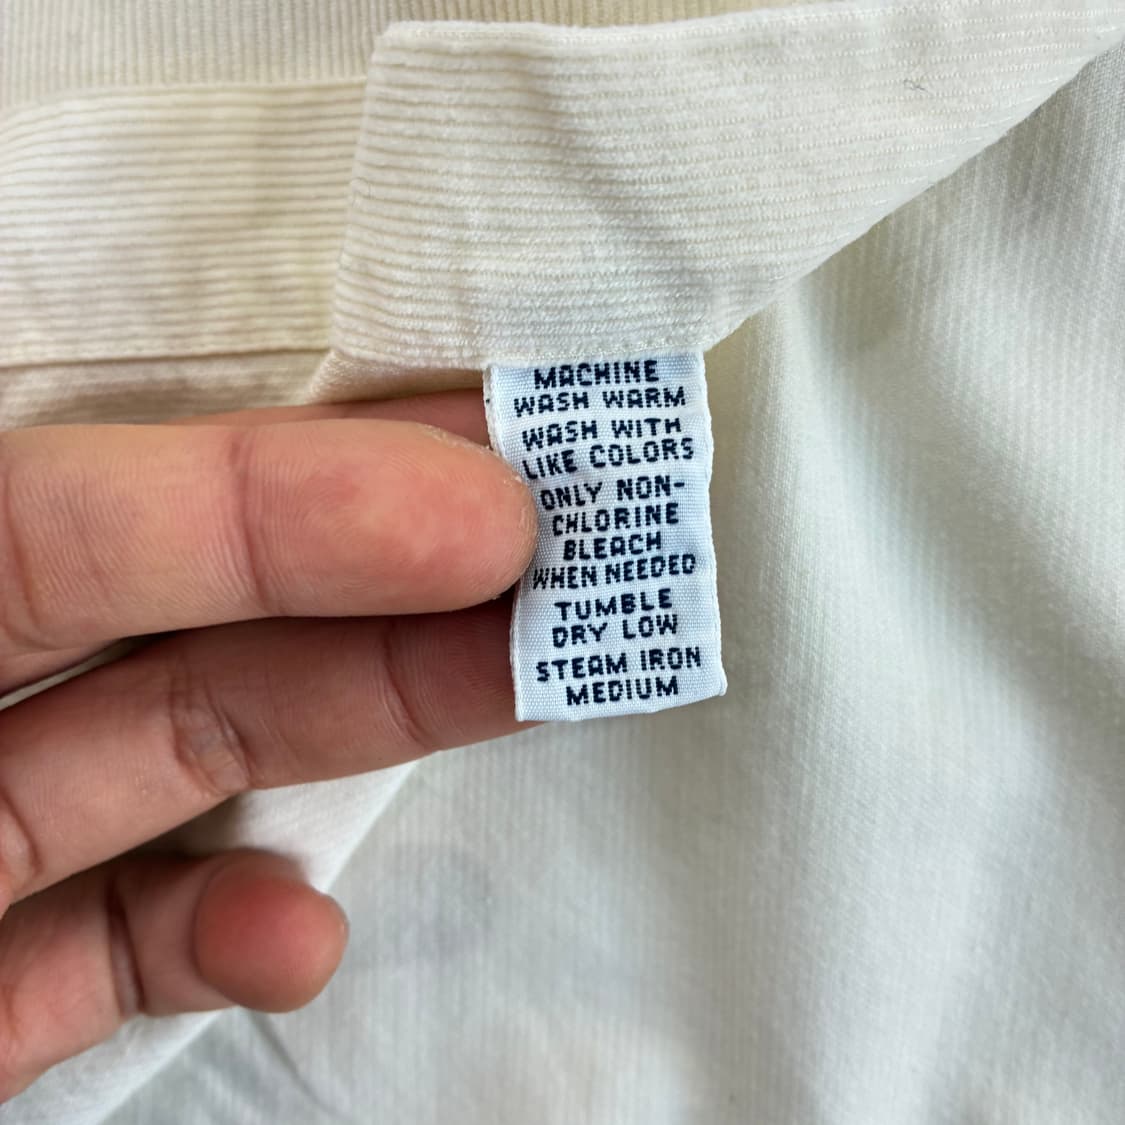 MACHINE
WASH WARM
WASH WITH
LIKE COLORS
ONLY NON-
CHLORINE
BLEACH
WHEN NEEDED
TUMBLE
DRY LOW
STEAM IRON
MEDIUM